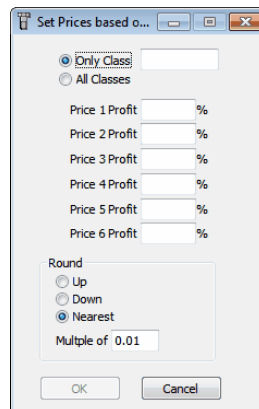 Set Prices based o...
Only Class
All Classes
Price 1 Profit %
Price 2 Profit %
Price 3 Profit %
Price 4 Profit %
Price 5 Profit %
Price 6 Profit %
Round
Up
Down
Nearest
Multple of 0.01
OK Cancel